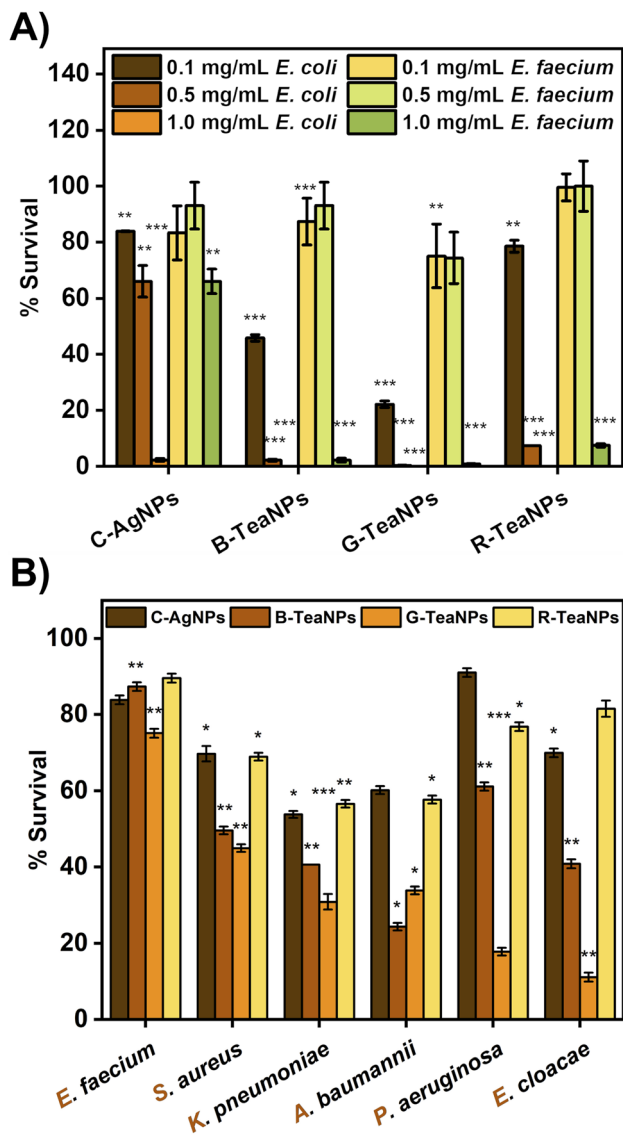 A)
0.1 mg/mL E. coli 0.1 mg/mL E. faecium
0.5 mg/mL E. coli 0.5 mg/mL E. faecium
1.0 mg/mL E. coli 1.0 mg/mL E. faecium
% Survival
140
120
100
80
60
40
20
0
** ** *** ** *** *** *** *** *** *** *** *** ** *** ** *** *** ***
C-AgNPs B-TeaNPs G-TeaNPs R-TeaNPs
B)
C-AgNPs B-TeaNPs G-TeaNPs R-TeaNPs
% Survival
100
80
60
40
20
0
** ** * ** ** * * ** *** ** * * * ** *** * * ** **
E. faecium S. aureus K. pneumoniae A. baumannii P. aeruginosa E. cloacae